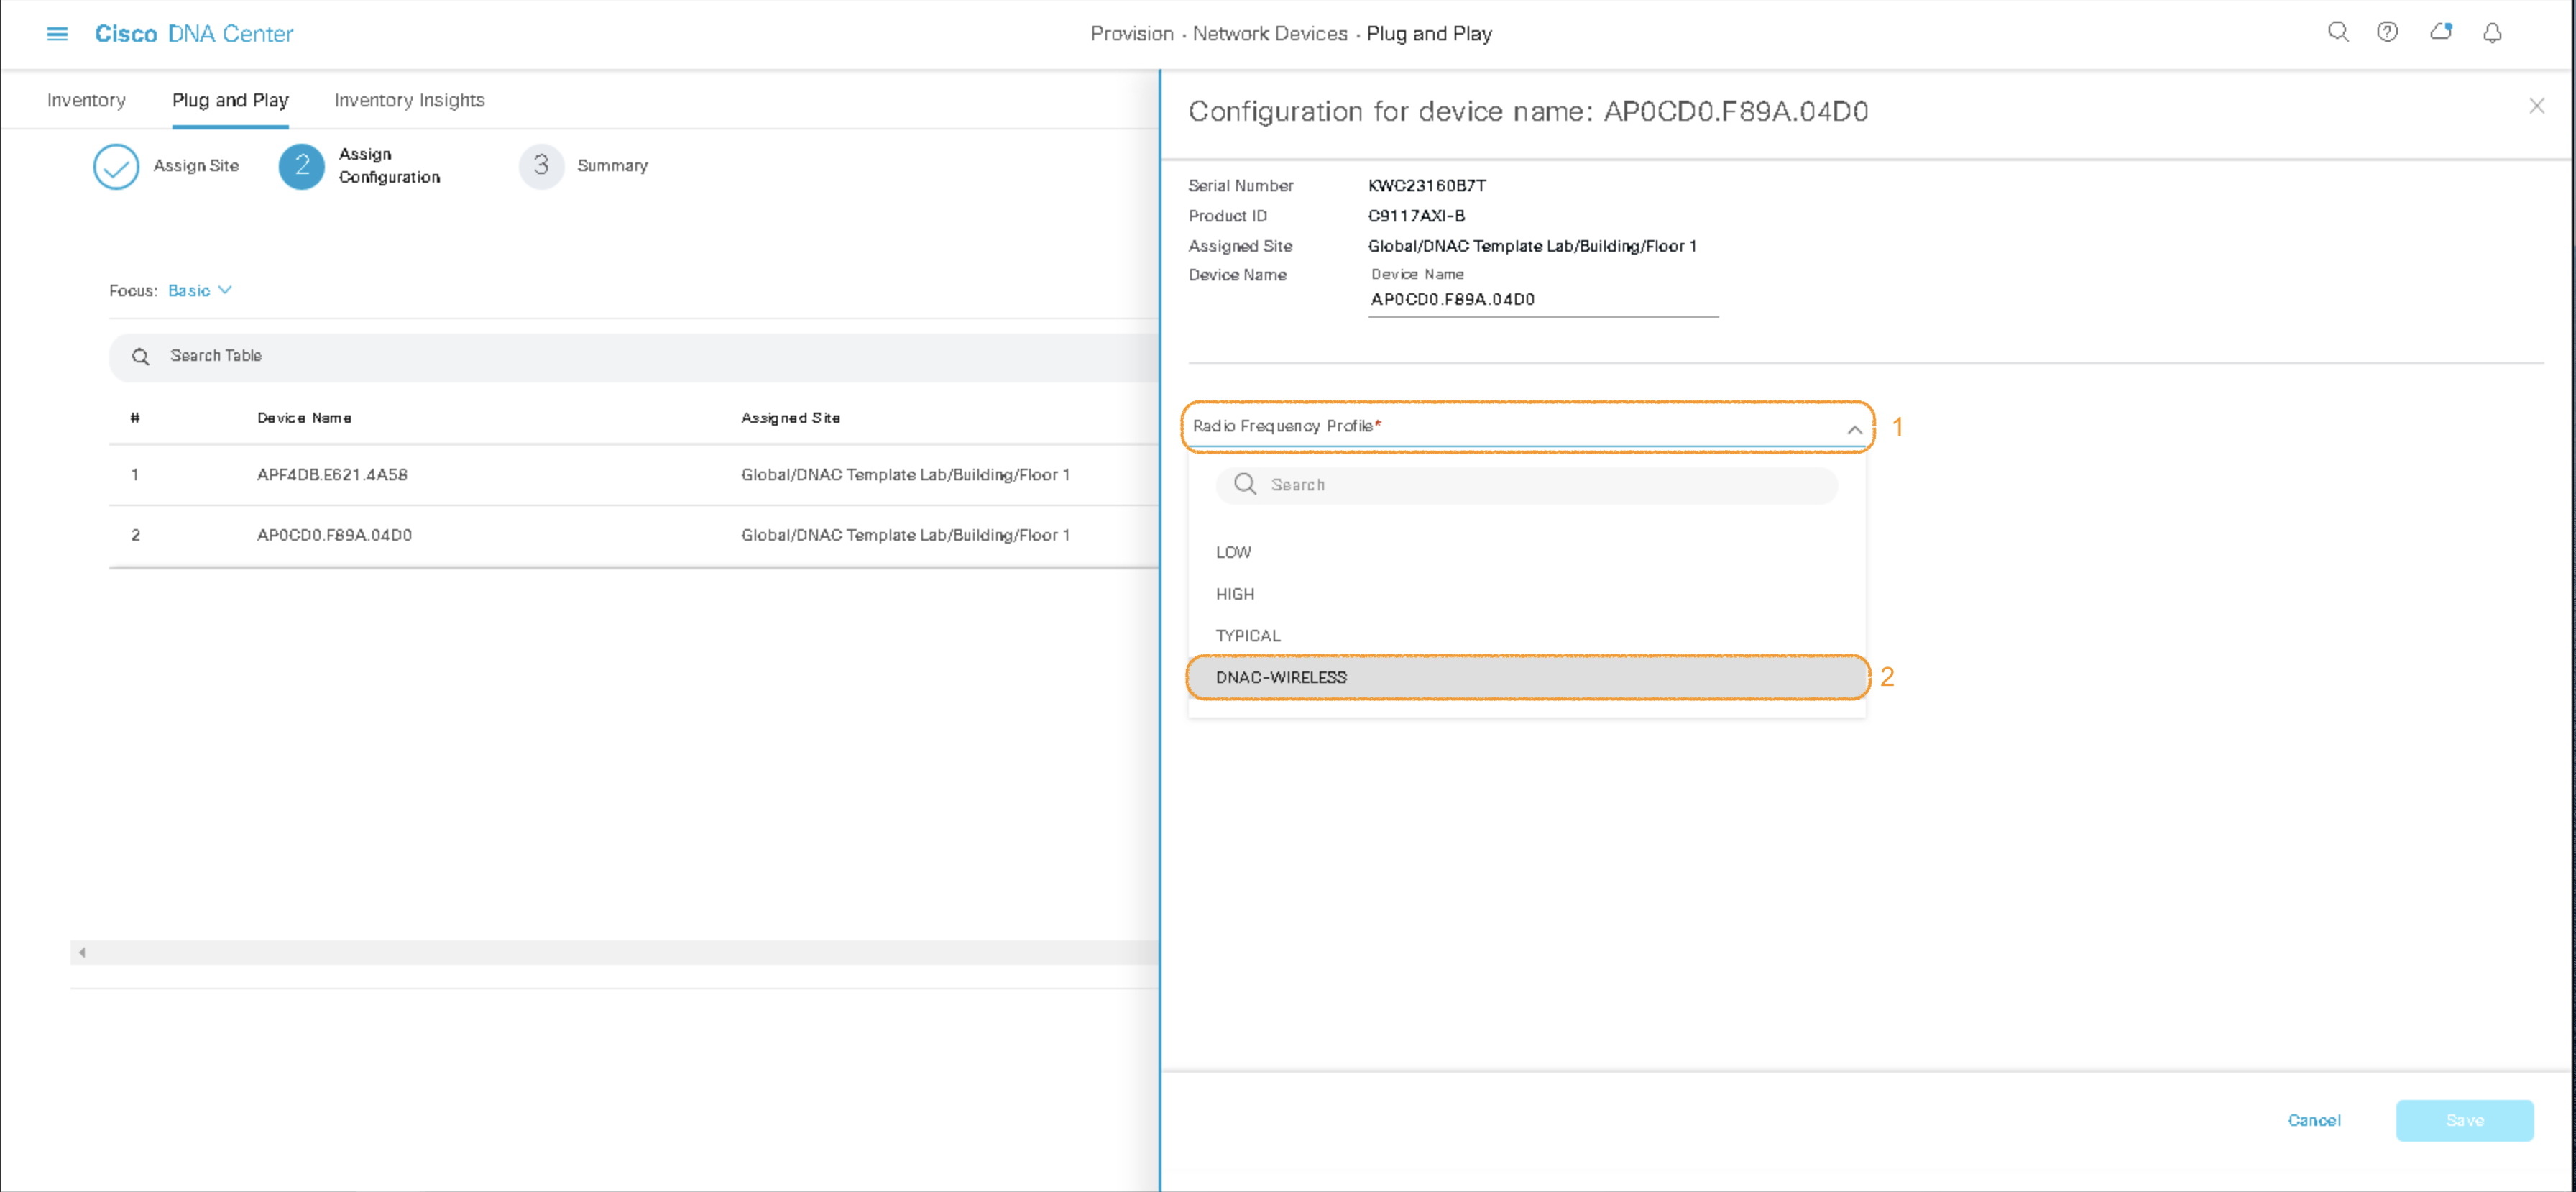 Cisco DNA Center
Provision · Network Devices · Plug and Play
Inventory
Plug and Play
Inventory Insights
Assign Site
2
Assign
Configuration
3
Summary
Focus: Basic
Search Table
# Device Name Assigned Site
1 APF4DB.E621.4A58 Global/DNAC Template Lab/Building/Floor 1
2 AP0CD0.F89A.04D0 Global/DNAC Template Lab/Building/Floor 1
Configuration for device name: AP0CD0.F89A.04D0
Serial Number KWC23160B7T
Product ID C9117AXI-B
Assigned Site Global/DNAC Template Lab/Building/Floor 1
Device Name Device Name
AP0CD0.F89A.04D0
Radio Frequency Profile* 1
Search
LOW
HIGH
TYPICAL
DNAC-WIRELESS 2
Cancel
Save